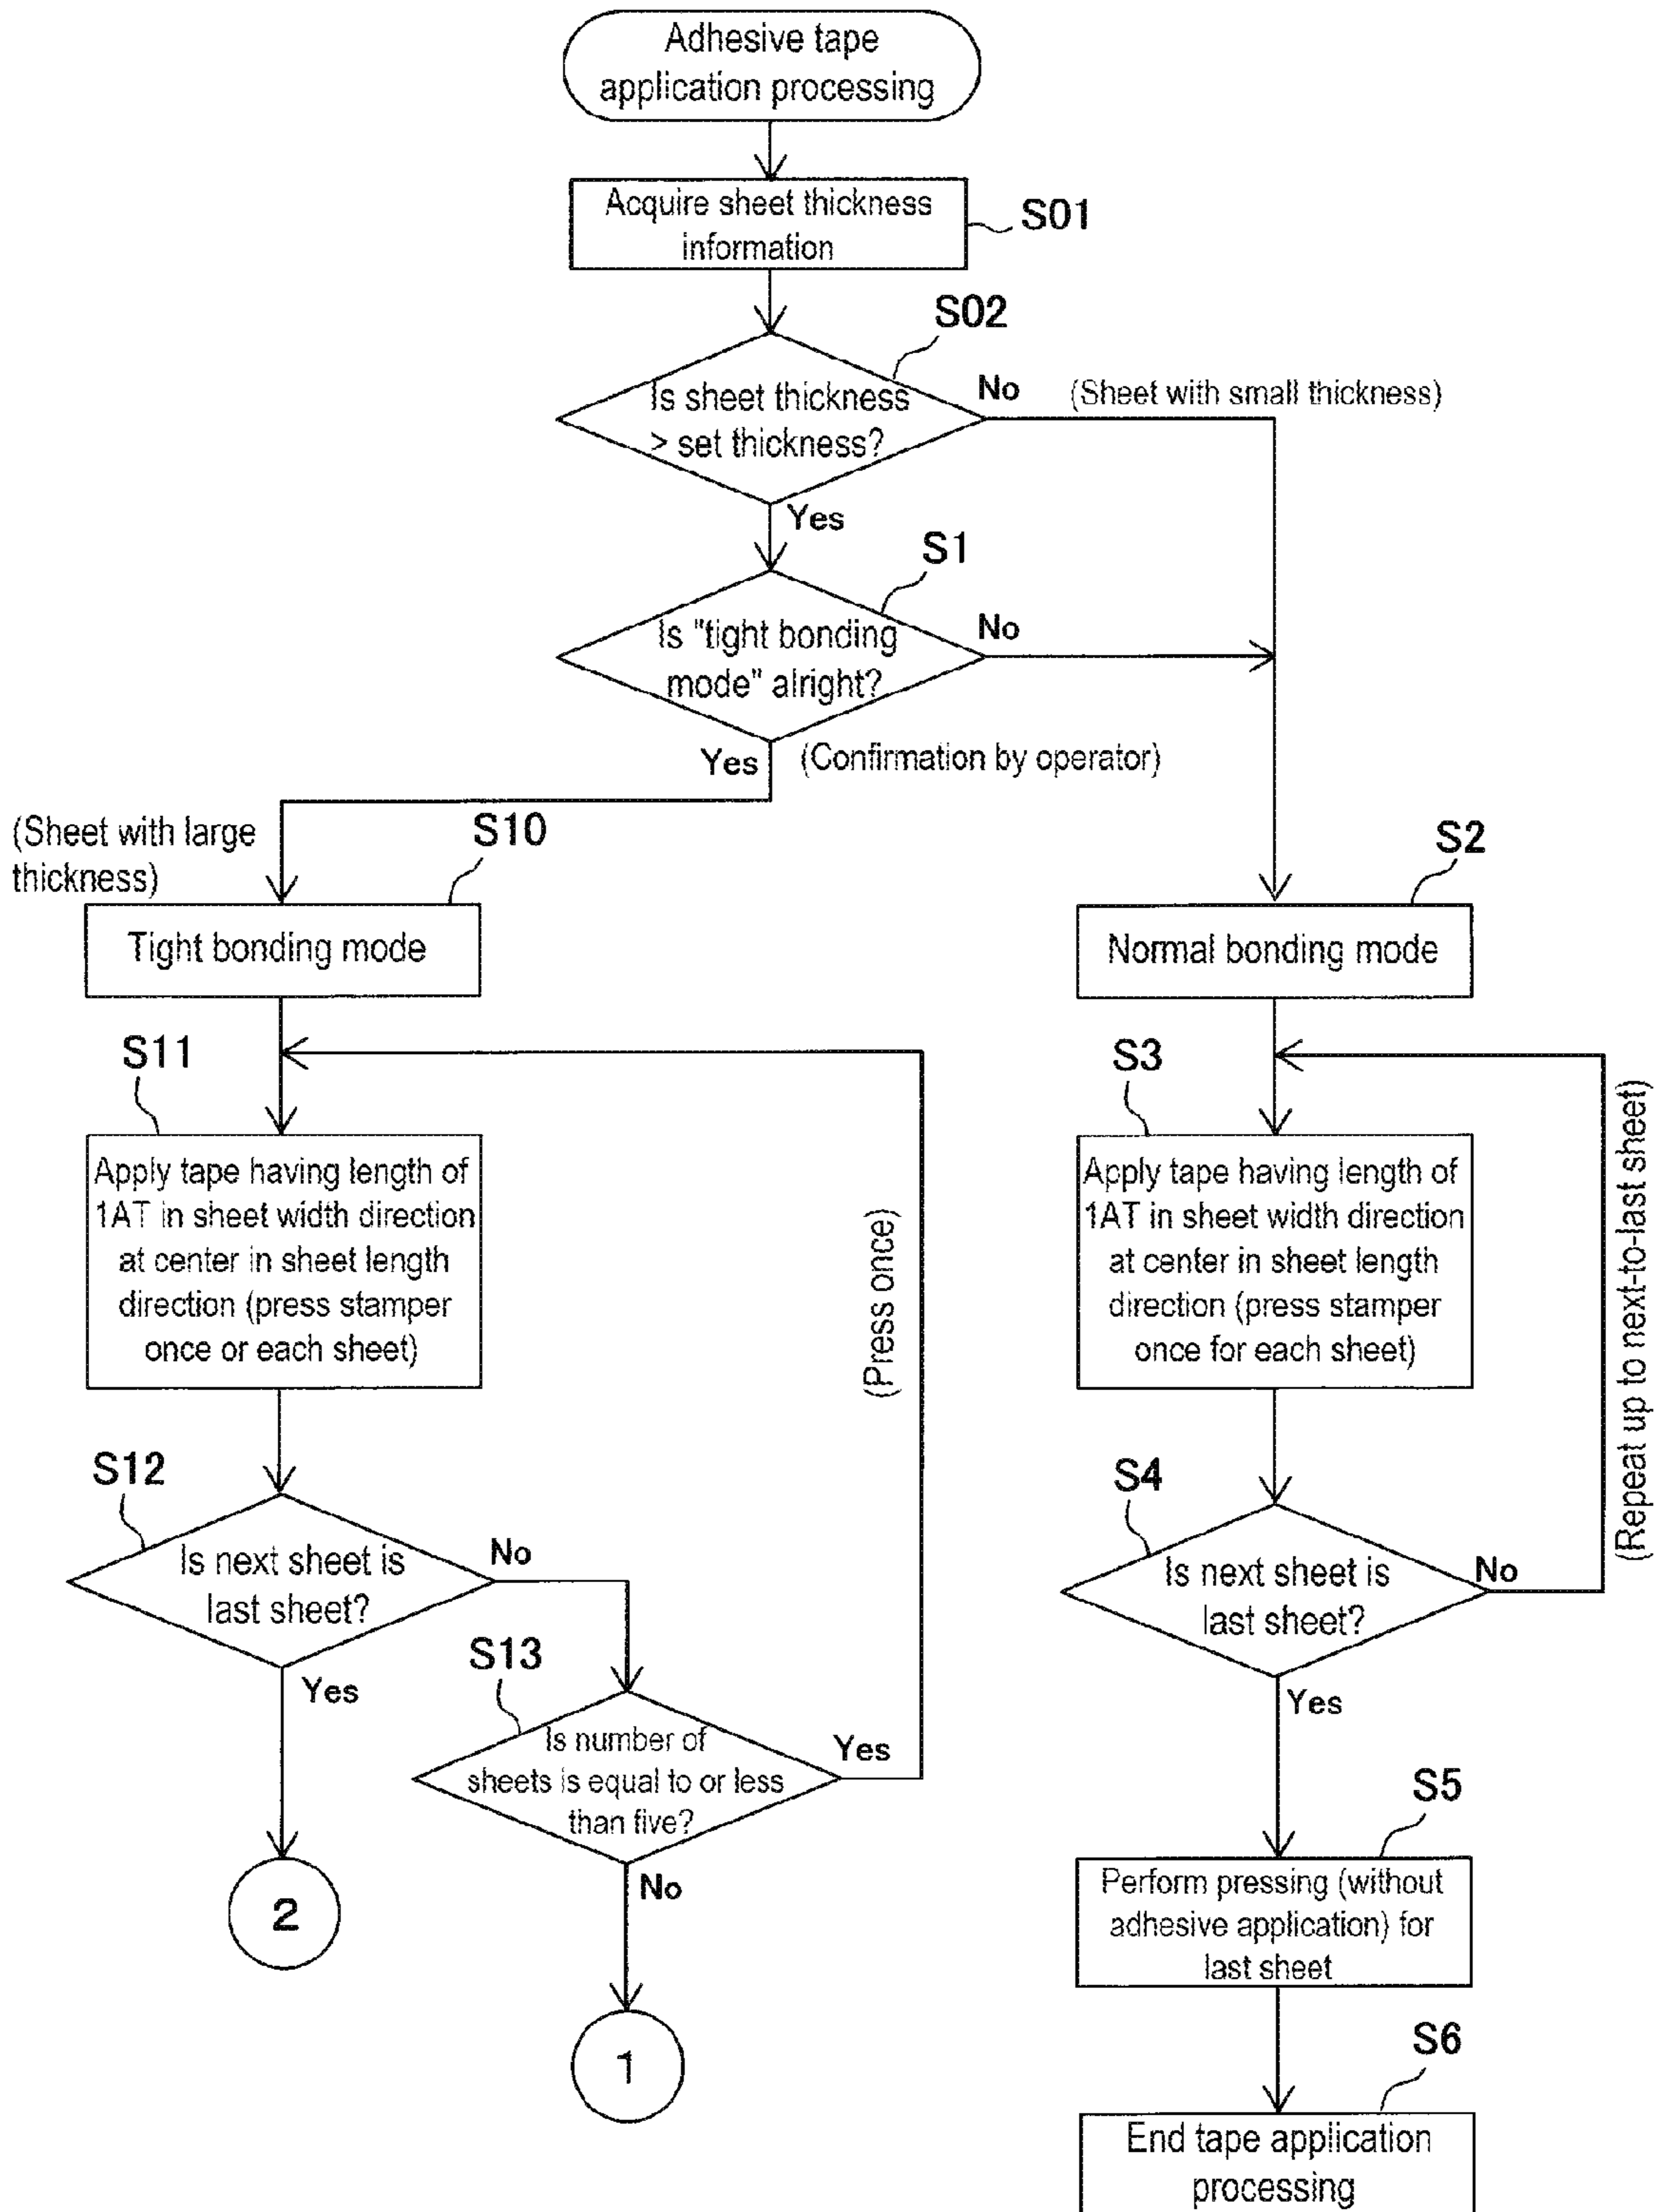 Adhesive tape
application processing
Acquire sheet thickness
information
S01
S02
Is sheet thickness
> set thickness?
No
(Sheet with small thickness)
Yes
S1
Is "tight bonding
mode" alright?
No
Yes
(Confirmation by operator)
(Sheet with large
thickness)
S10
Tight bonding mode
S2
Normal bonding mode
S11
Apply tape having length of
1AT in sheet width direction
at center in sheet length
direction (press stamper
once or each sheet)
(Press once)
S3
Apply tape having length of
1AT in sheet width direction
at center in sheet length
direction (press stamper
once for each sheet)
(Repeat up to next-to-last sheet)
S12
Is next sheet is
last sheet?
No
Yes
S13
Is number of
sheets is equal to or less
than five?
Yes
No
2
1
S4
Is next sheet is
last sheet?
No
Yes
S5
Perform pressing (without
adhesive application) for
last sheet
S6
End tape application
processing